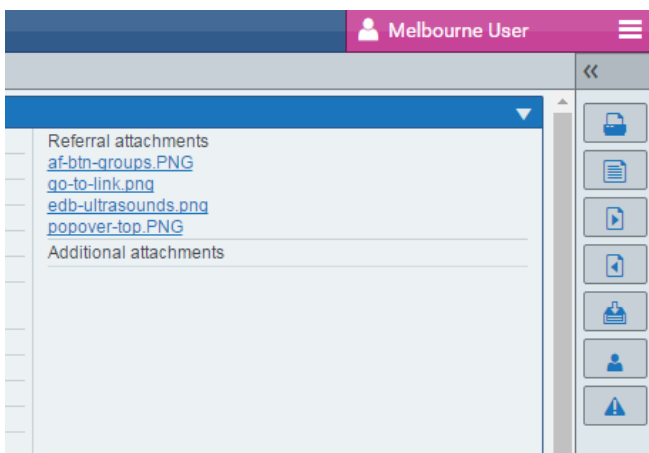 Melbourne User
Referral attachments
af-btn-groups.PNG
go-to-link.png
edb-ultrasounds.png
popover-top.PNG
Additional attachments